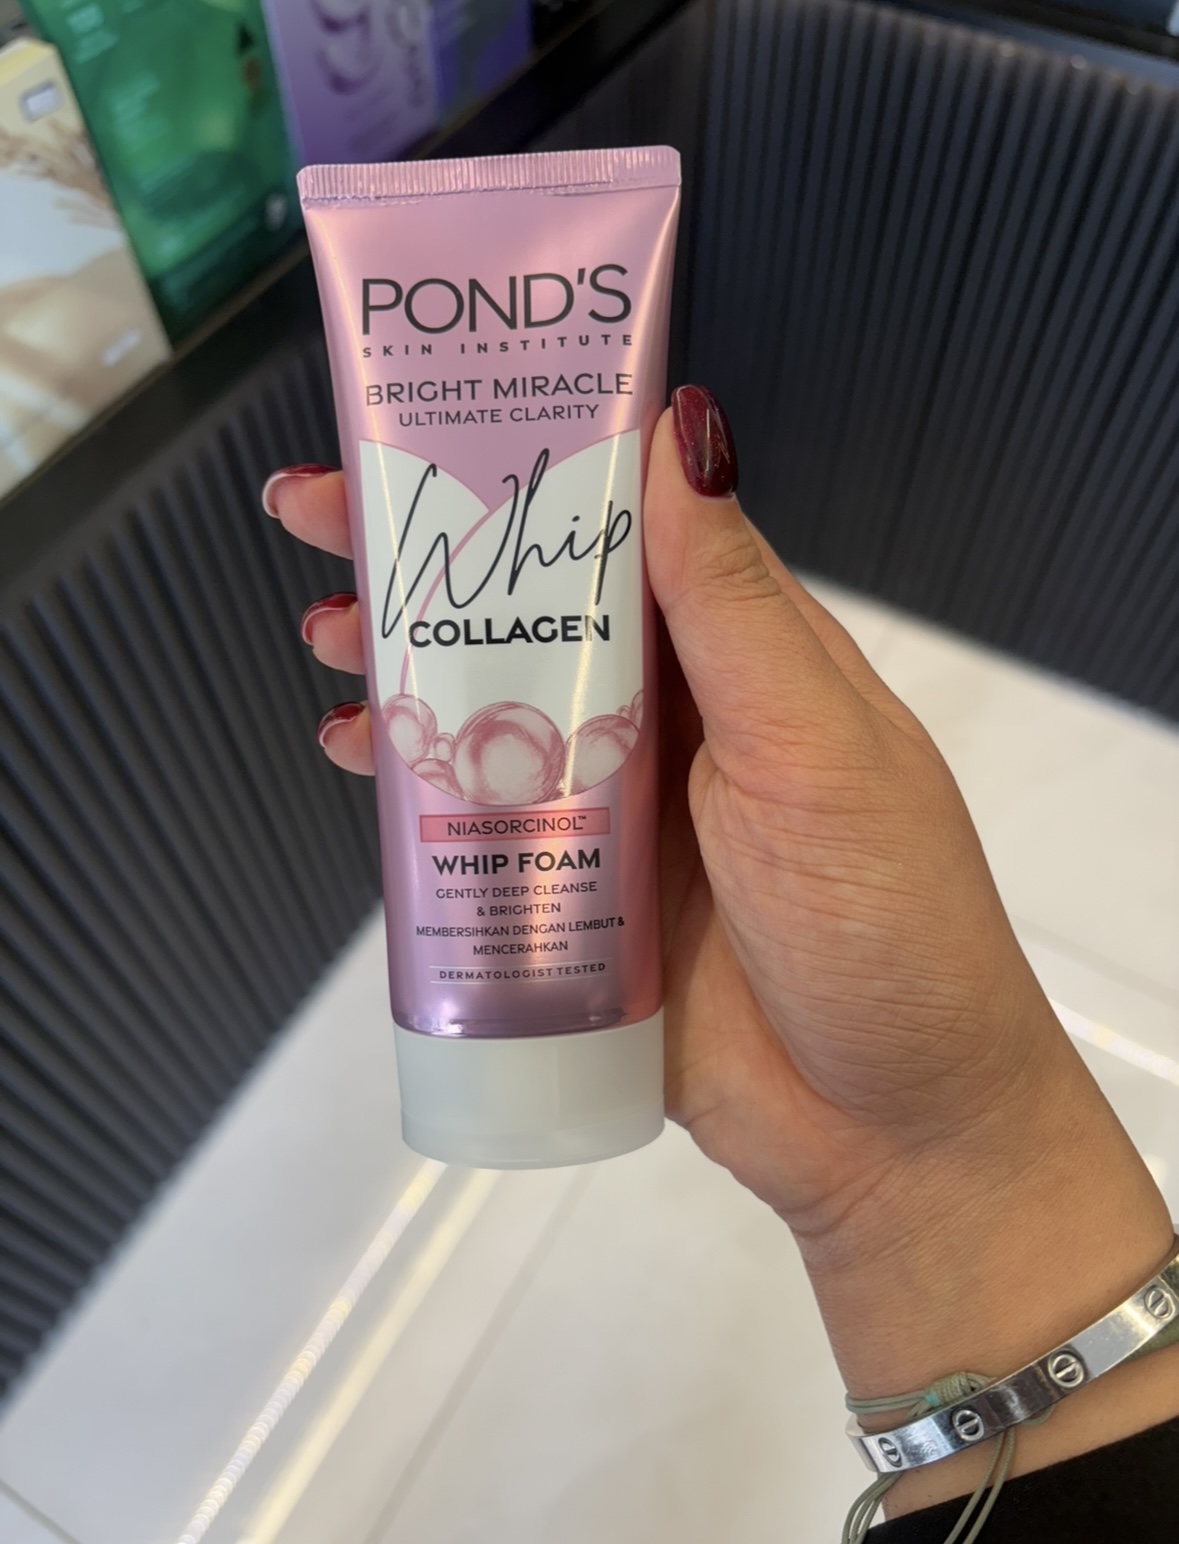 POND'S
SKIN INSTITUTE
BRIGHT MIRACLE
ULTIMATE CLARITY
Whip
COLLAGEN
NIASORCINOL™
WHIP FOAM
GENTLY DEEP CLEANSE
& BRIGHTEN
MEMBERSIHKAN DENGAN LEMBUT &
MENCERAHKAN
DERMATOLOGIST TESTED